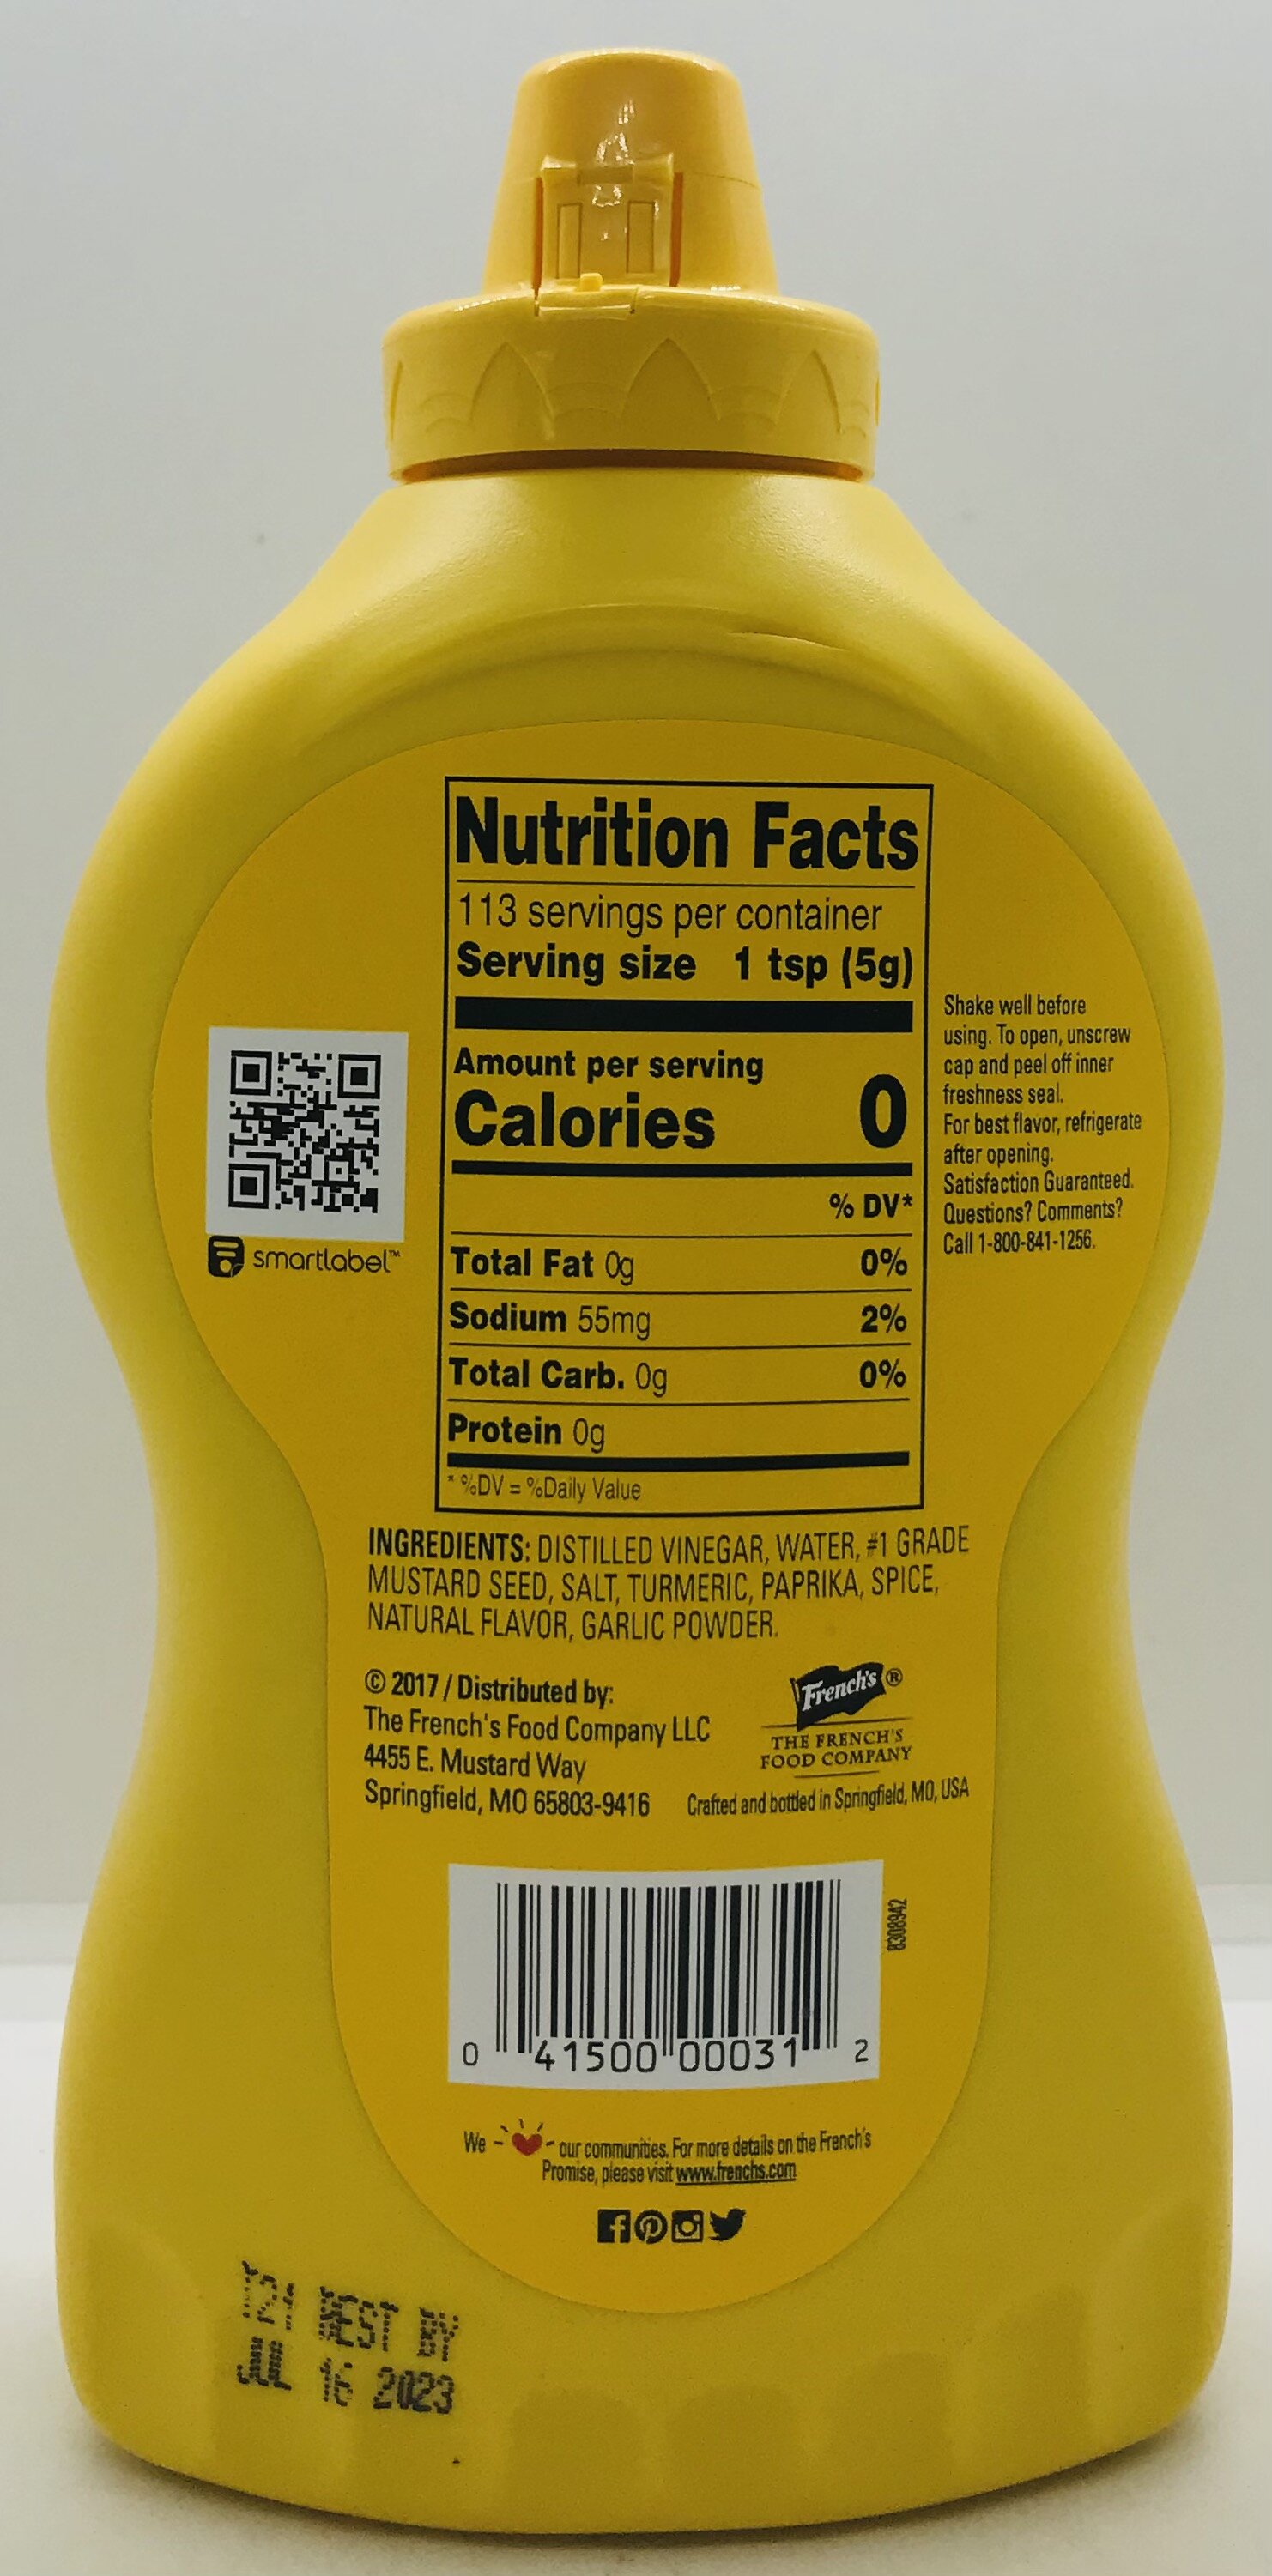 Nutrition Facts
113 servings per container
Serving size 1 tsp (5g)
Amount per serving
Calories 0
% DV*
Total Fat 0g 0%
Sodium 55mg 2%
Total Carb. 0g 0%
Protein 0g
* %DV = %Daily Value
smartlabel™
Shake well before
using. To open, unscrew
cap and peel off inner
freshness seal.
For best flavor, refrigerate
after opening.
Satisfaction Guaranteed.
Questions? Comments?
Call 1-800-841-1256.
INGREDIENTS: DISTILLED VINEGAR, WATER, #1 GRADE
MUSTARD SEED, SALT, TURMERIC, PAPRIKA, SPICE,
NATURAL FLAVOR, GARLIC POWDER.
© 2017 / Distributed by:
The French's Food Company LLC
4455 E. Mustard Way
Springfield, MO 65803-9416
French's ®
THE FRENCH'S
FOOD COMPANY
Crafted and bottled in Springfield, MO, USA
8308942
0 41500 00031 2
We our communities. For more details on the French's
Promise, please visit www.frenchs.com
BEST BY
JUL 16 2023